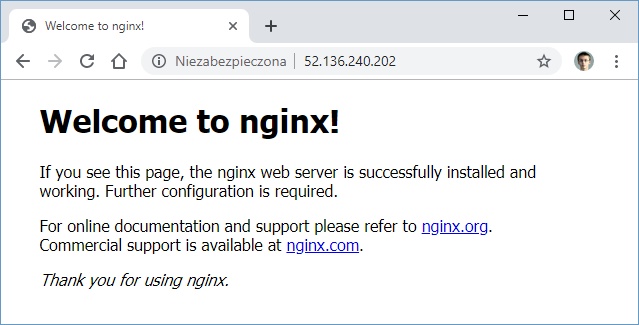 Welcome to nginx!
Niezabezpieczona 52.136.240.202
Welcome to nginx!
If you see this page, the nginx web server is successfully installed and
working. Further configuration is required.
For online documentation and support please refer to nginx.org.
Commercial support is available at nginx.com.
Thank you for using nginx.